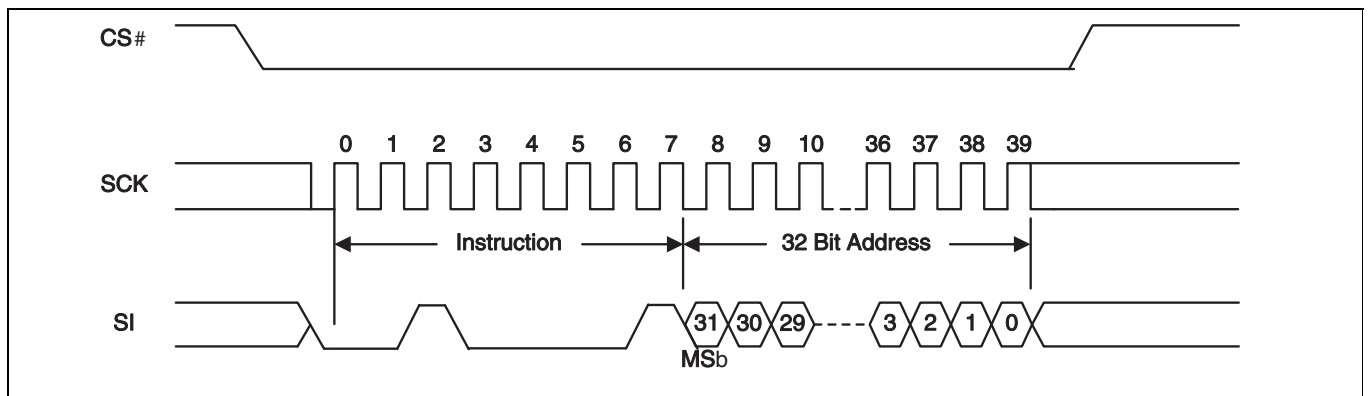 CS#
0 1 2 3 4 5 6 7 8 9 10 36 37 38 39
SCK
Instruction 32 Bit Address
SI 31 30 29 3 2 1 0
MSb